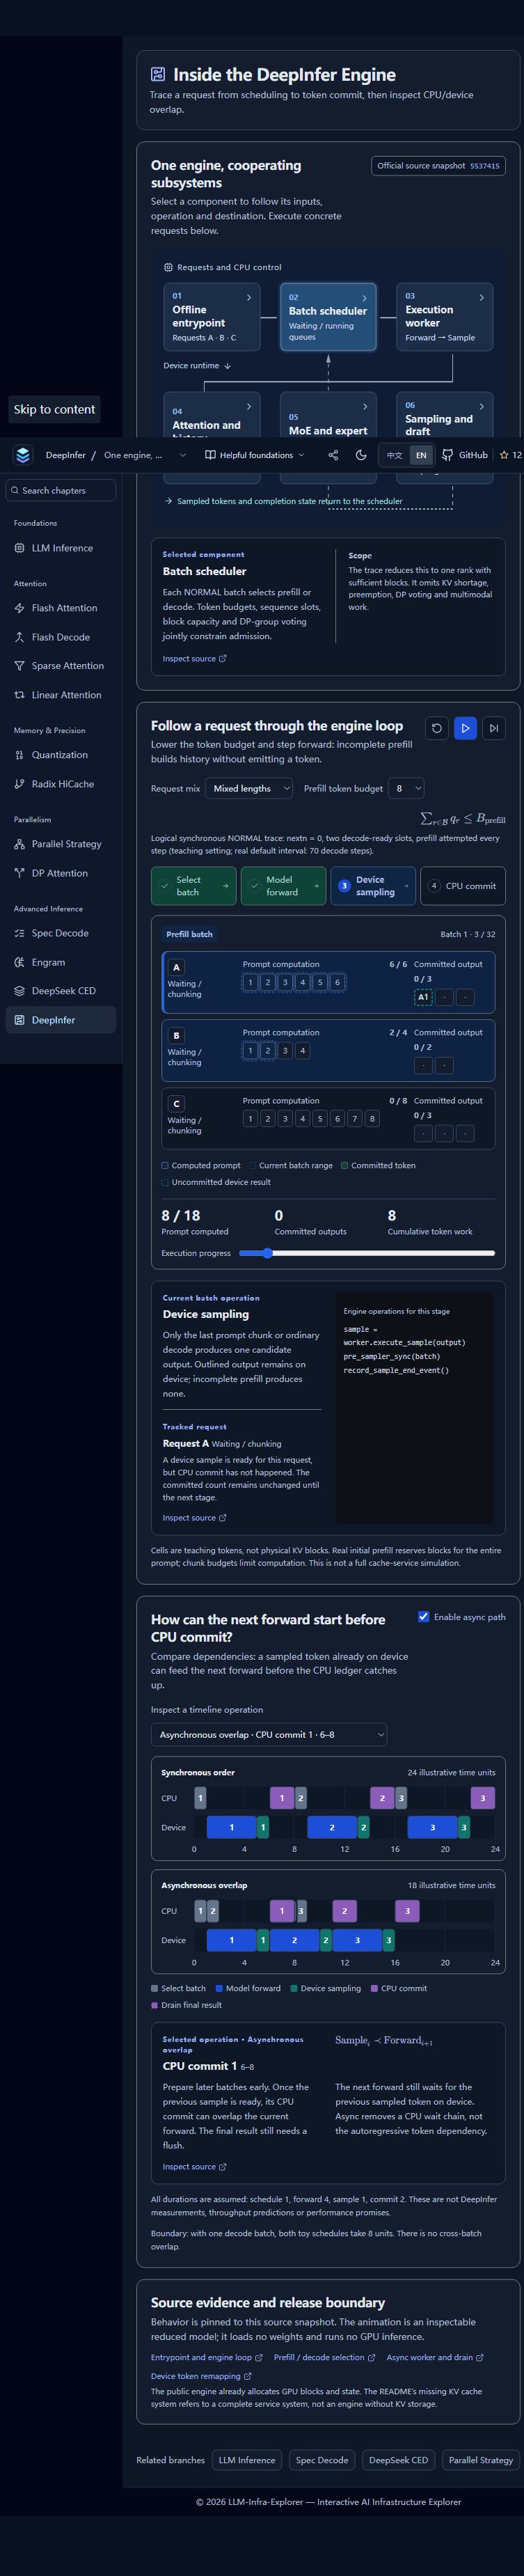 Inside the DeepInfer Engine
Trace a request from scheduling to token commit, then inspect CPU/device
overlap.
One engine, cooperating
subsystems
Official source snapshot 5537415
Select a component to follow its inputs,
operation and destination. Execute concrete
requests below.
Requests and CPU control
01
Offline
entrypoint
Requests A · B · C
02
Batch scheduler
Waiting / running
queues
03
Execution
worker
Forward → Sample
Device runtime ↓
04
Attention and
05
MoE and expert
06
Sampling and
draft
Skip to content
DeepInfer / One engine, ...
Helpful foundations
中文
EN
GitHub
12
→ Sampled tokens and completion state return to the scheduler
Search chapters
Foundations
LLM Inference
Attention
Flash Attention
Flash Decode
Sparse Attention
Linear Attention
Memory & Precision
Quantization
Radix HiCache
Parallelism
Parallel Strategy
DP Attention
Advanced Inference
Spec Decode
Engram
DeepSeek CED
DeepInfer
Selected component
Batch scheduler
Each NORMAL batch selects prefill or
decode. Token budgets, sequence slots,
block capacity and DP-group voting
jointly constrain admission.
Inspect source
Scope
The trace reduces this to one rank with
sufficient blocks. It omits KV shortage,
preemption, DP voting and multimodal
work.
Follow a request through the engine loop
Lower the token budget and step forward: incomplete prefill
builds history without emitting a token.
Request mix Mixed lengths Prefill token budget 8
∑r∈B qr ≤ Bprefill
Logical synchronous NORMAL trace: nextn = 0, two decode-ready slots, prefill attempted every
step (teaching setting; real default interval: 70 decode steps).
Select
batch
→
Model
forward
→
3 Device
sampling
→
4 CPU commit
Prefill batch
Batch 1 · 3 / 32
A
Waiting /
chunking
Prompt computation 6 / 6
1 2 3 4 5 6
Committed output
0 / 3
A1 · ·
B
Waiting /
chunking
Prompt computation 2 / 4
1 2 3 4
Committed output
0 / 2
· ·
C
Waiting /
chunking
Prompt computation 0 / 8
1 2 3 4 5 6 7 8
Committed output
0 / 3
· · ·
Computed prompt Current batch range Committed token
Uncommitted device result
8 / 18
Prompt computed
0
Committed outputs
8
Cumulative token work
Execution progress
Current batch operation
Device sampling
Only the last prompt chunk or ordinary
decode produces one candidate
output. Outlined output remains on
device; incomplete prefill produces
none.
Tracked request
Request A Waiting / chunking
A device sample is ready for this request,
but CPU commit has not happened. The
committed count remains unchanged until
the next stage.
Inspect source
Engine operations for this stage
sample =
worker.execute_sample(output)
pre_sampler_sync(batch)
record_sample_end_event()
Cells are teaching tokens, not physical KV blocks. Real initial prefill reserves blocks for the entire
prompt; chunk budgets limit computation. This is not a full cache-service simulation.
How can the next forward start before
CPU commit?
Enable async path
Compare dependencies: a sampled token already on device
can feed the next forward before the CPU ledger catches
up.
Inspect a timeline operation
Asynchronous overlap · CPU commit 1 · 6–8
Synchronous order
24 illustrative time units
CPU 1 1 2 2 3 3
Device 1 1 2 2 3 3
0 4 8 12 16 20 24
Asynchronous overlap
18 illustrative time units
CPU 1 2 1 3 2 3
Device 1 1 2 2 3 3
0 4 8 12 16 20 24
Select batch Model forward Device sampling CPU commit
Drain final result
Selected operation · Asynchronous
overlap
CPU commit 1 6–8
Prepare later batches early. Once the
previous sample is ready, its CPU
commit can overlap the current
forward. The final result still needs a
flush.
Inspect source
Samplei ≺ Forwardi+1
The next forward still waits for the
previous sampled token on device.
Async removes a CPU wait chain, not
the autoregressive token dependency.
All durations are assumed: schedule 1, forward 4, sample 1, commit 2. These are not DeepInfer
measurements, throughput predictions or performance promises.
Boundary: with one decode batch, both toy schedules take 8 units. There is no cross-batch
overlap.
Source evidence and release boundary
Behavior is pinned to this source snapshot. The animation is an inspectable
reduced model; it loads no weights and runs no GPU inference.
Entrypoint and engine loop Prefill / decode selection Async worker and drain
Device token remapping
The public engine already allocates GPU blocks and state. The README's missing KV cache
system refers to a complete service system, not an engine without KV storage.
Related branches LLM Inference Spec Decode DeepSeek CED Parallel Strategy
© 2026 LLM-Infra-Explorer — Interactive AI Infrastructure Explorer